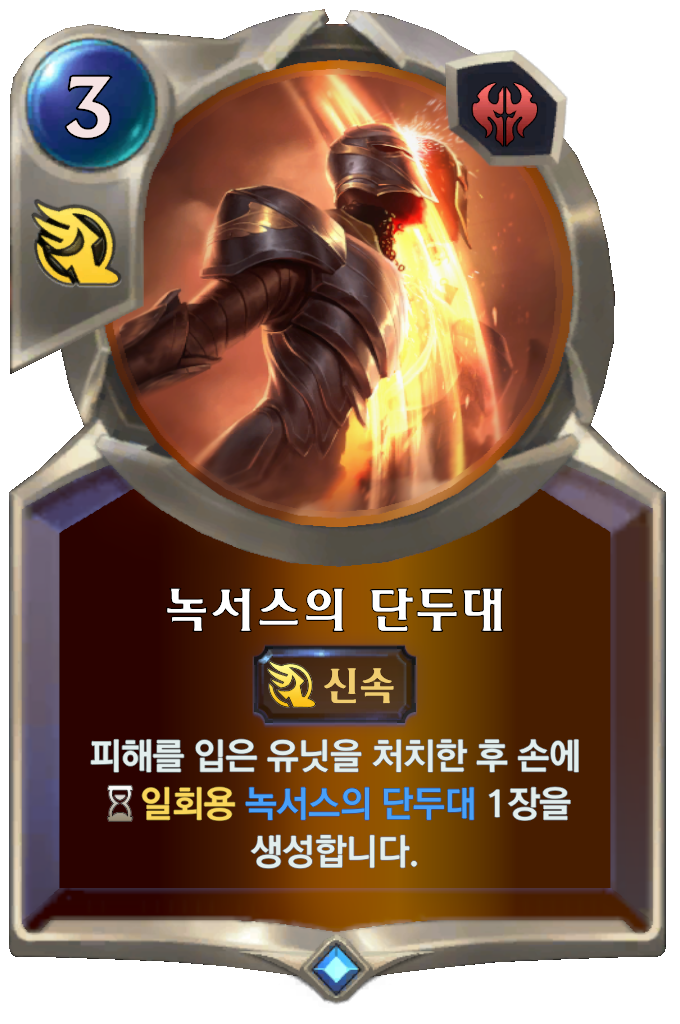 3
녹서스의 단두대
신속
피해를 입은 유닛을 처치한 후 손에
일회용 녹서스의 단두대 1장을
생성합니다.